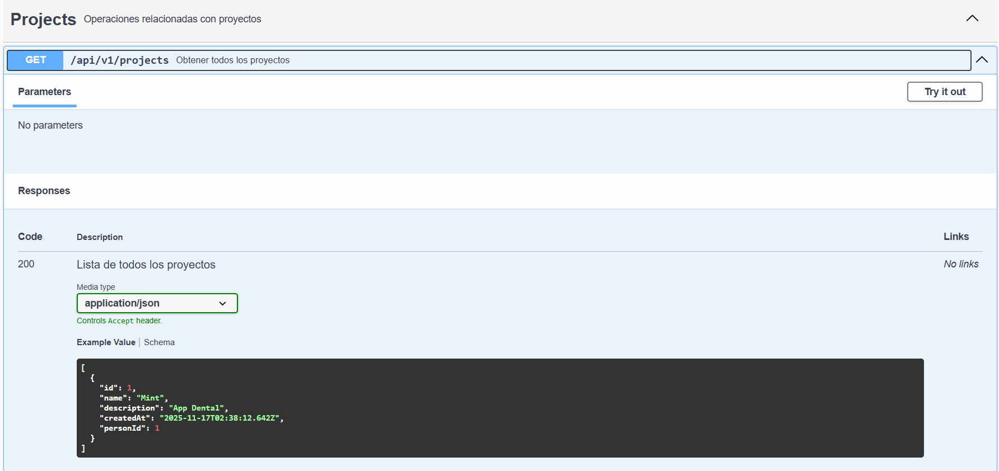 Projects Operaciones relacionadas con proyectos
GET /api/v1/projects Obtener todos los proyectos
Parameters Try it out
No parameters
Responses
Code Description Links
200 Lista de todos los proyectos No links
Media type
application/json
Controls Accept header.
Example Value | Schema
[
  {
    "id": 1,
    "name": "Mint",
    "description": "App Dental",
    "createdAt": "2025-11-17T02:38:12.642Z",
    "personId": 1
  }
]